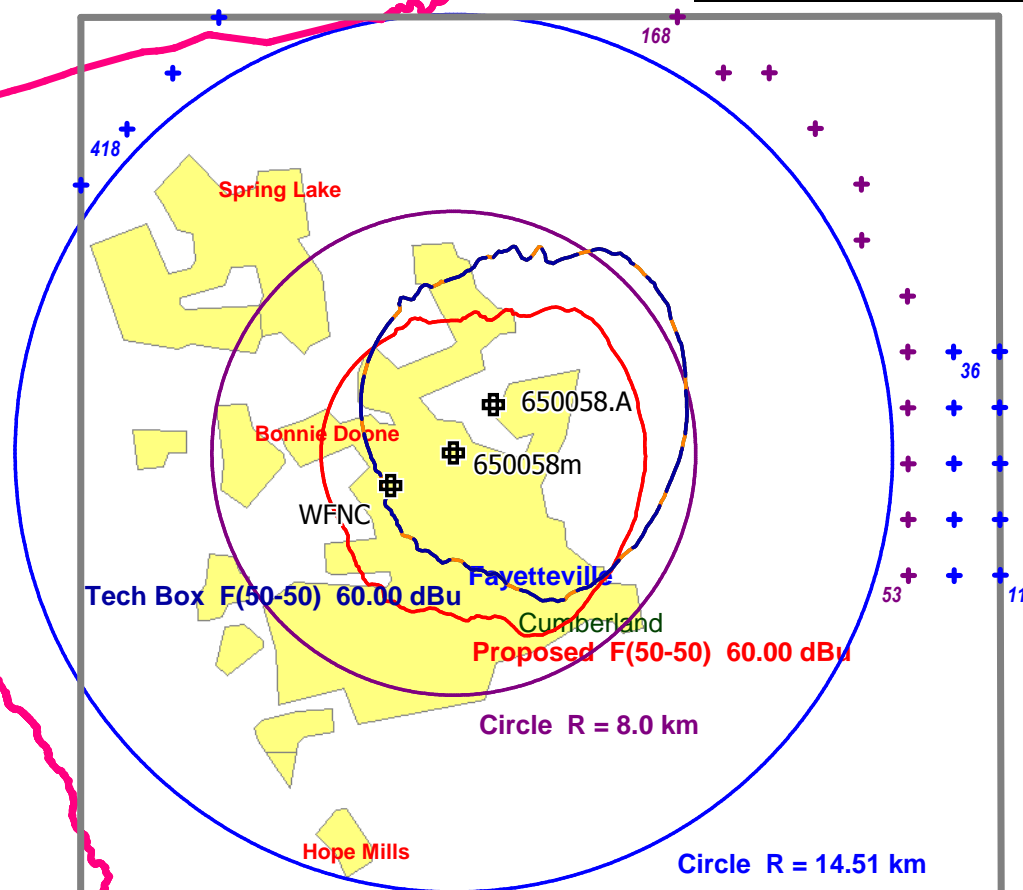 168
418
Spring Lake
36
650058.A
Bonnie Doone
650058m
WFNC
Fayetteville
53
11
Tech Box F(50-50) 60.00 dBu
Cumberland
Proposed F(50-50) 60.00 dBu
Circle R = 8.0 km
Hope Mills
Circle R = 14.51 km